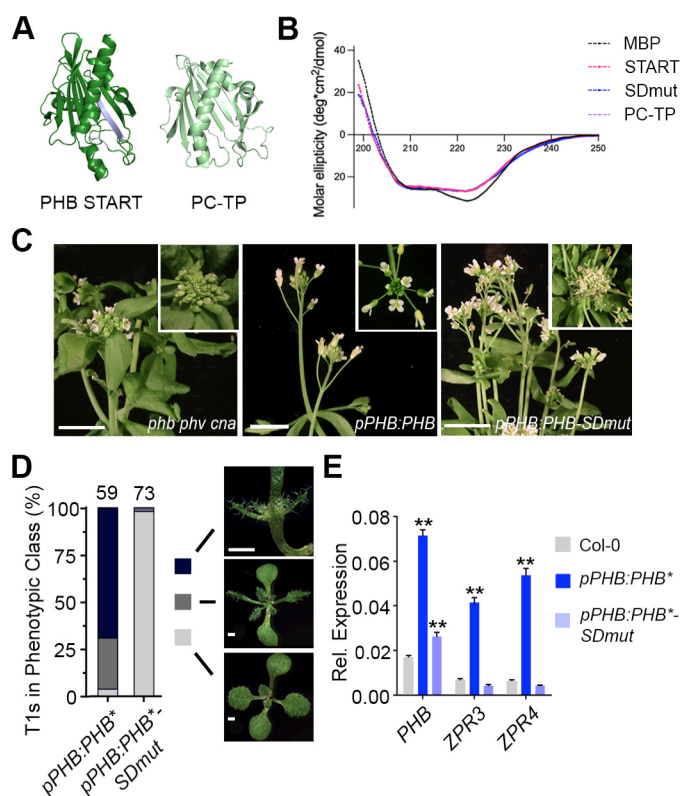 A
PHB START
PC-TP
B
Molar ellipticity (deg*cm2/dmol)
40
20
0
20
200
210
220
230
240
250
MBP
START
SDmut
PC-TP
C
phb phv cna
pPHB:PHB
pPHB:PHB-SDmut
D
T1s in Phenotypic Class (%)
100
75
50
25
0
59
73
pPHB:PHB*
pPHB:PHB*-
SDmut
E
Rel. Expression
0.08
0.06
0.04
0.02
0.00
**
**
**
**
PHB
ZPR3
ZPR4
Col-0
pPHB:PHB*
pPHB:PHB*-
SDmut